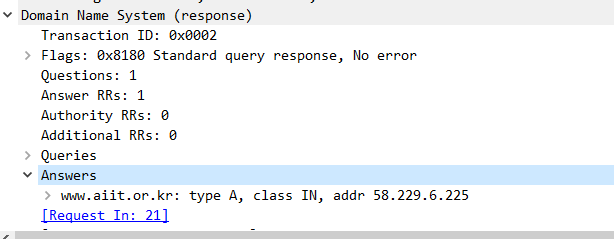 Domain Name System (response)
Transaction ID: 0x0002
Flags: 0x8180 Standard query response, No error
Questions: 1
Answer RRs: 1
Authority RRs: 0
Additional RRs: 0
Queries
Answers
www.aiit.or.kr: type A, class IN, addr 58.229.6.225
[Request In: 21]